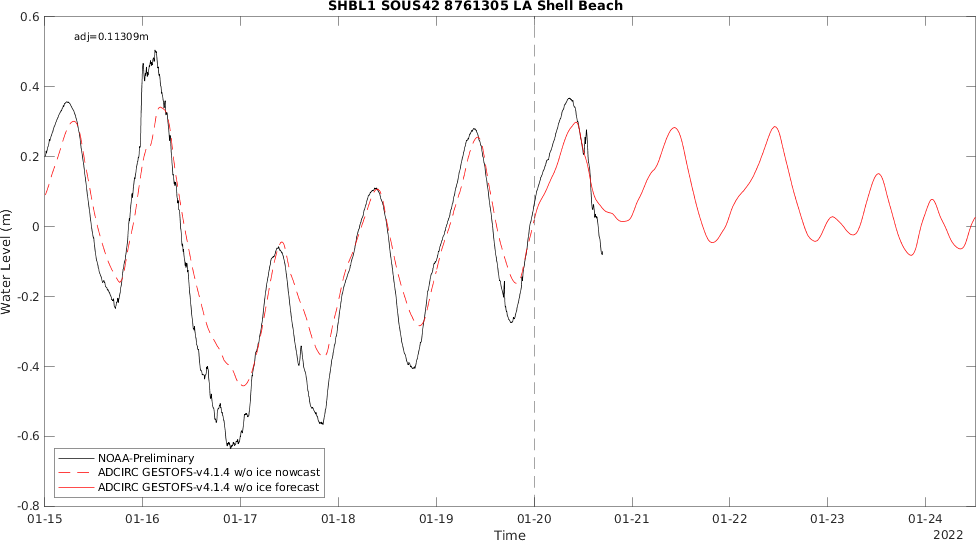 SHBL1 SOUS42 8761305 LA Shell Beach
adj=0.11309m
0.6
0.4
0.2
0
-0.2
-0.4
-0.6
-0.8
Water Level (m)
NOAA-Preliminary
ADCIRC GESTOFS-v4.1.4 w/o ice nowcast
ADCIRC GESTOFS-v4.1.4 w/o ice forecast
01-15 01-16 01-17 01-18 01-19 01-20 01-21 01-22 01-23 01-24
Time
2022